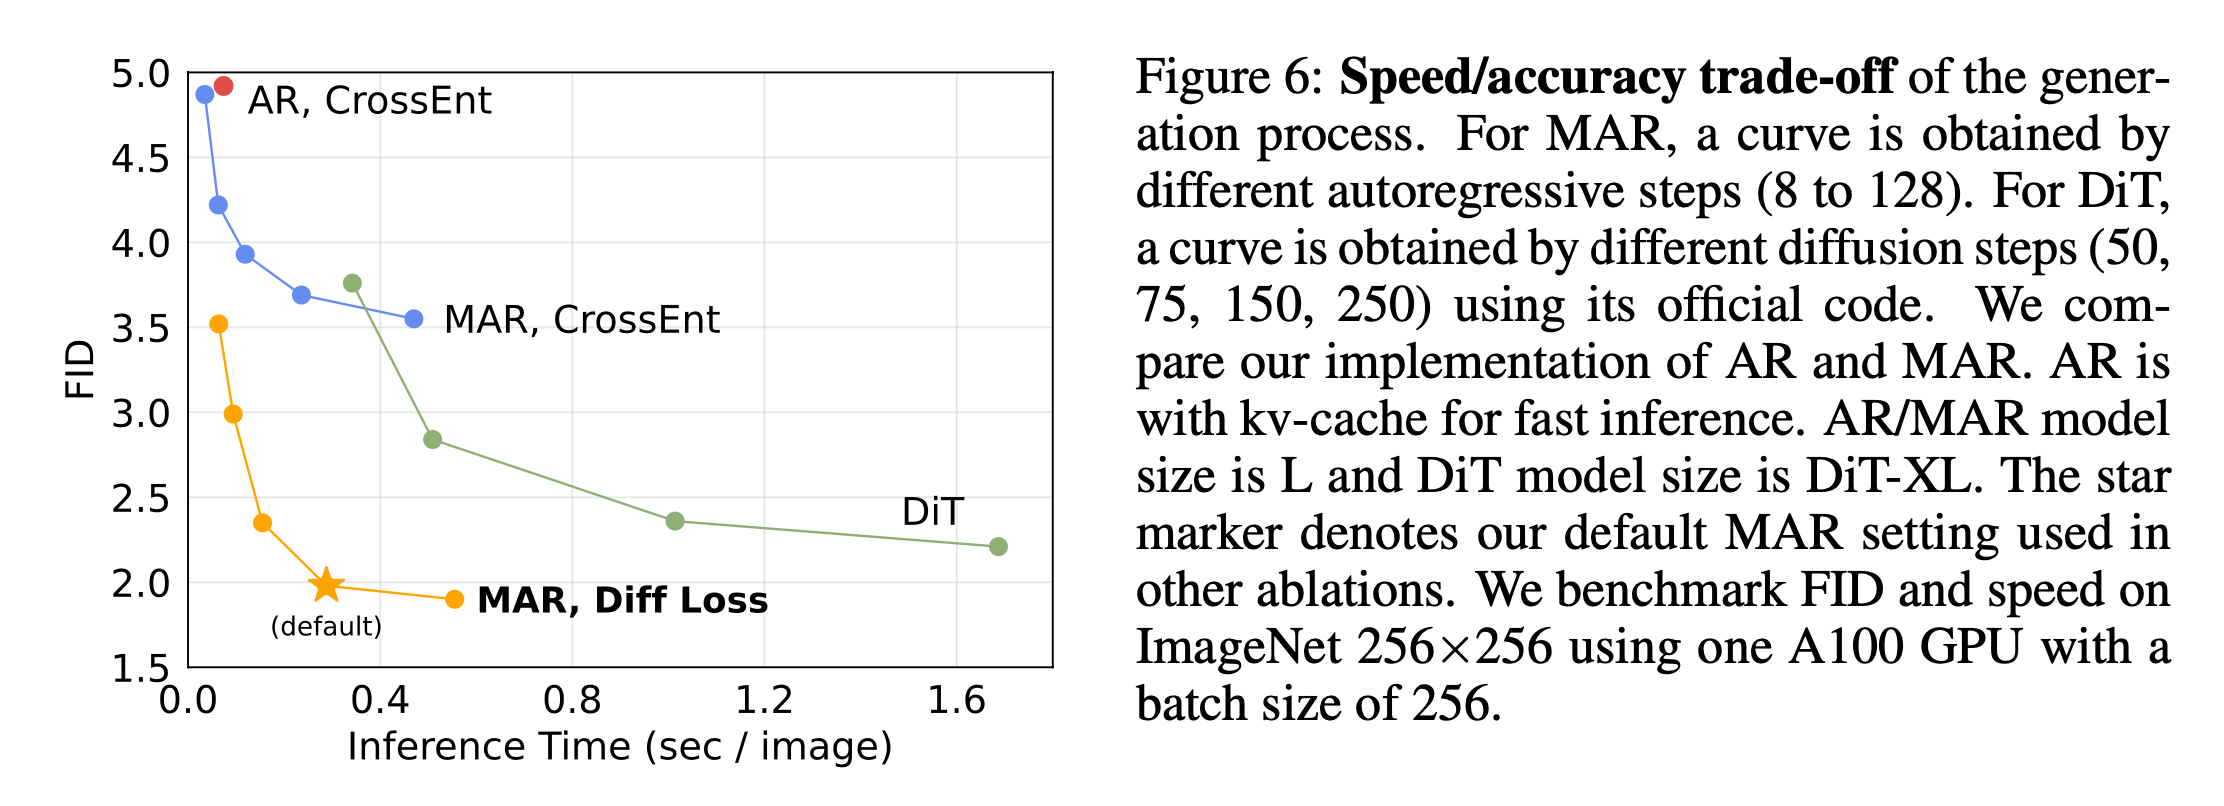 5.0
4.5
4.0
3.5
3.0
2.5
2.0
1.5
FID
0.0 0.4 0.8 1.2 1.6
Inference Time (sec / image)
AR, CrossEnt
MAR, CrossEnt
DiT
MAR, Diff Loss
(default)
Figure 6: Speed/accuracy trade-off of the gener-
ation process. For MAR, a curve is obtained by
different autoregressive steps (8 to 128). For DiT,
a curve is obtained by different diffusion steps (50,
75, 150, 250) using its official code. We com-
pare our implementation of AR and MAR. AR is
with kv-cache for fast inference. AR/MAR model
size is L and DiT model size is DiT-XL. The star
marker denotes our default MAR setting used in
other ablations. We benchmark FID and speed on
ImageNet 256×256 using one A100 GPU with a
batch size of 256.